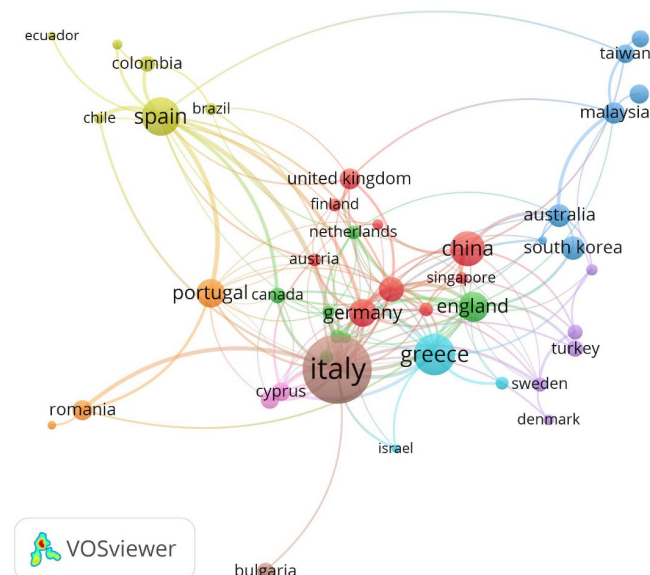 ecuador
colombia
taiwan
chile
spain
brazil
malaysia
united kingdom
finland
netherlands
australia
austria
china
south korea
singapore
portugal
canada
germany
england
italy
greece
turkey
cyprus
sweden
romania
denmark
israel
VOSviewer
bulgaria